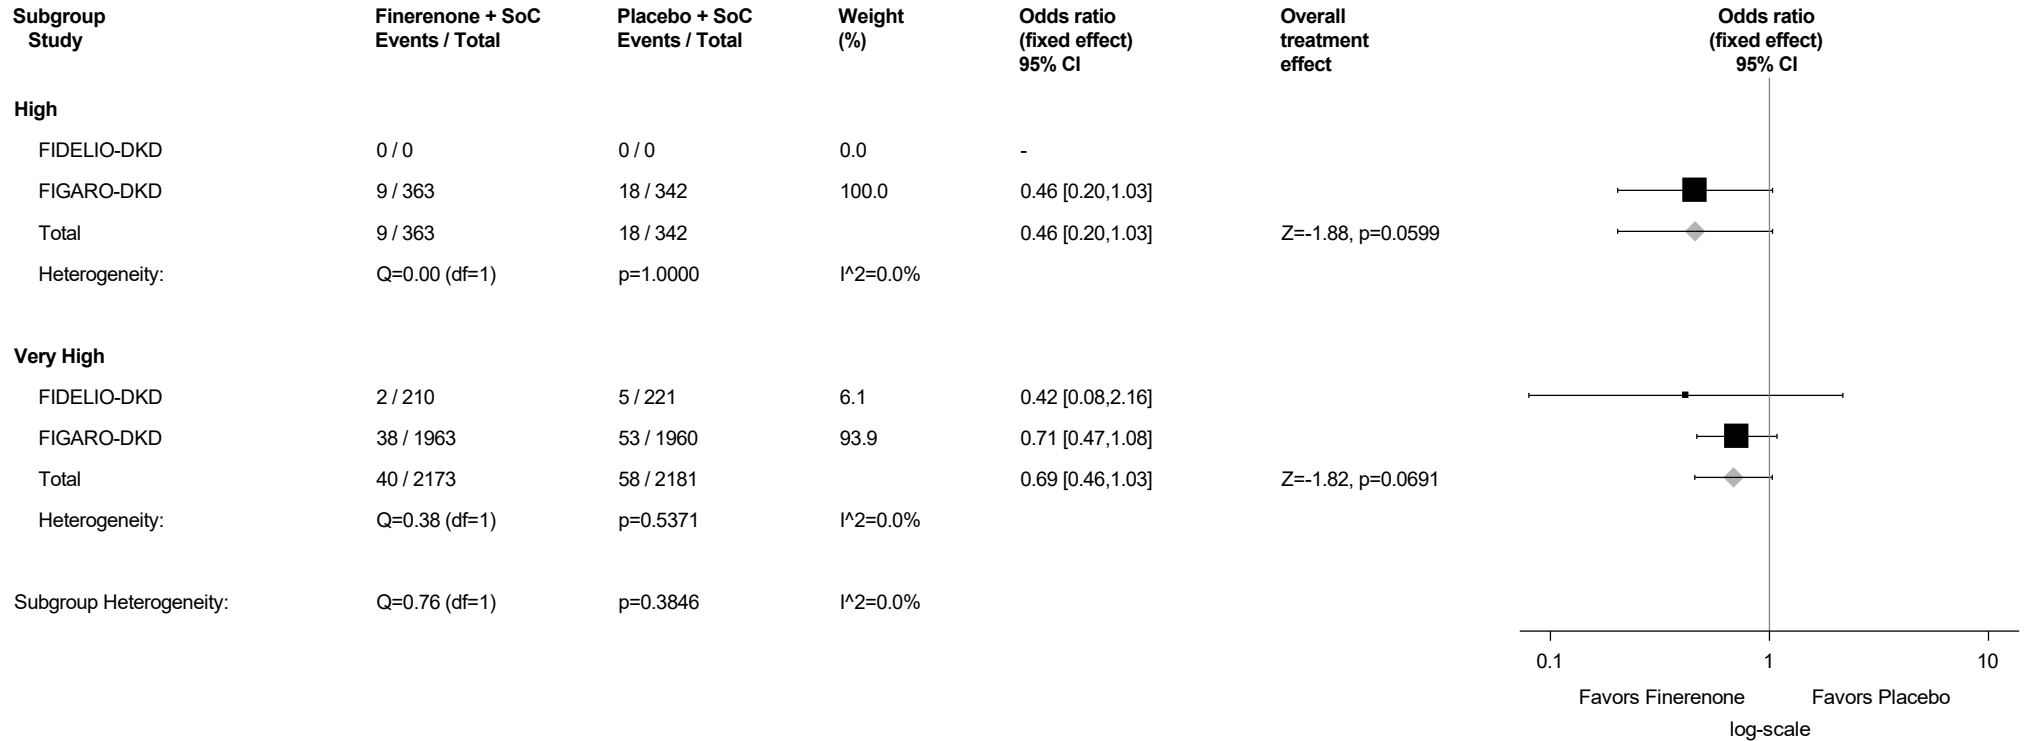 Subgroup Finerenone + SoC Placebo + SoC Weight Odds ratio Overall Odds ratio
Study Events / Total Events / Total (%) (fixed effect) treatment (fixed effect)
95% CI effect 95% CI
High
FIDELIO-DKD 0 / 0 0 / 0 0.0 -
FIGARO-DKD 9 / 363 18 / 342 100.0 0.46 [0.20,1.03]
Total 9 / 363 18 / 342 0.46 [0.20,1.03] Z=-1.88, p=0.0599
Heterogeneity: Q=0.00 (df=1) p=1.0000 I^2=0.0%
Very High
FIDELIO-DKD 2 / 210 5 / 221 6.1 0.42 [0.08,2.16]
FIGARO-DKD 38 / 1963 53 / 1960 93.9 0.71 [0.47,1.08]
Total 40 / 2173 58 / 2181 0.69 [0.46,1.03] Z=-1.82, p=0.0691
Heterogeneity: Q=0.38 (df=1) p=0.5371 I^2=0.0%
Subgroup Heterogeneity: Q=0.76 (df=1) p=0.3846 I^2=0.0%
0.1 1 10
Favors Finerenone Favors Placebo
log-scale